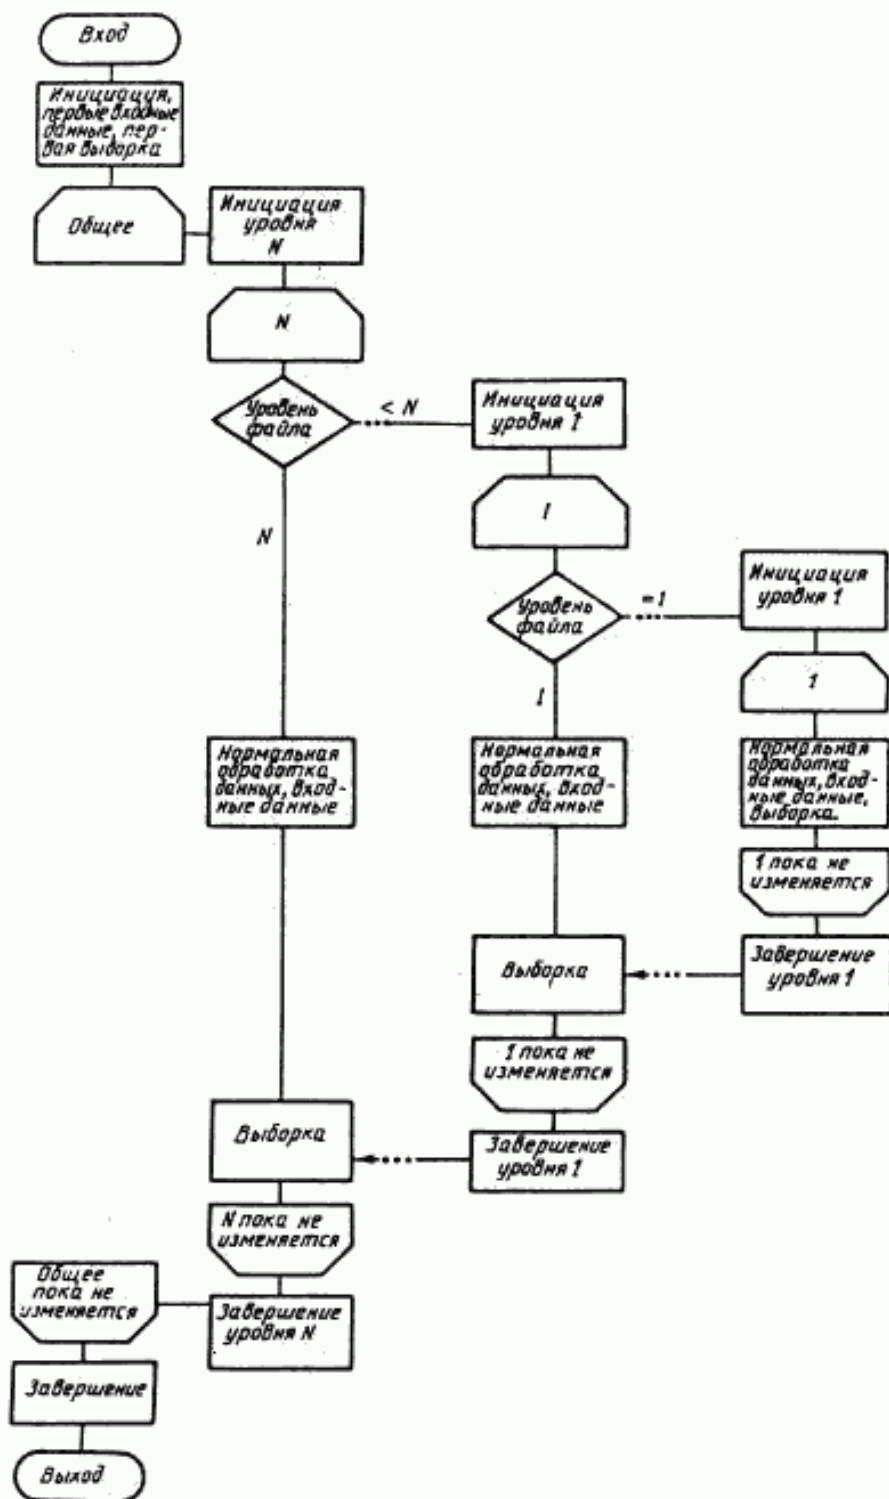 Вход
Инициация,
первые входные
данные, пер-
вая выборка
Общее
Инициация
уровня
N
N
Уровень
файла
< N
Инициация
уровня I
I
N
Уровень
файла
= 1
Инициация
уровня 1
1
I
Нормальная
обработка
данных, вход-
ные данные
Нормальная
обработка
данных, вход-
ные данные
Нормальная
обработка
данных, вход-
ные данные,
выборка.
1 пока не
изменяется
Выборка
Завершение
уровня 1
I пока не
изменяется
Выборка
Завершение
уровня I
N пока не
изменяется
Общее
пока не
изменяется
Завершение
уровня N
Завершение
Выход